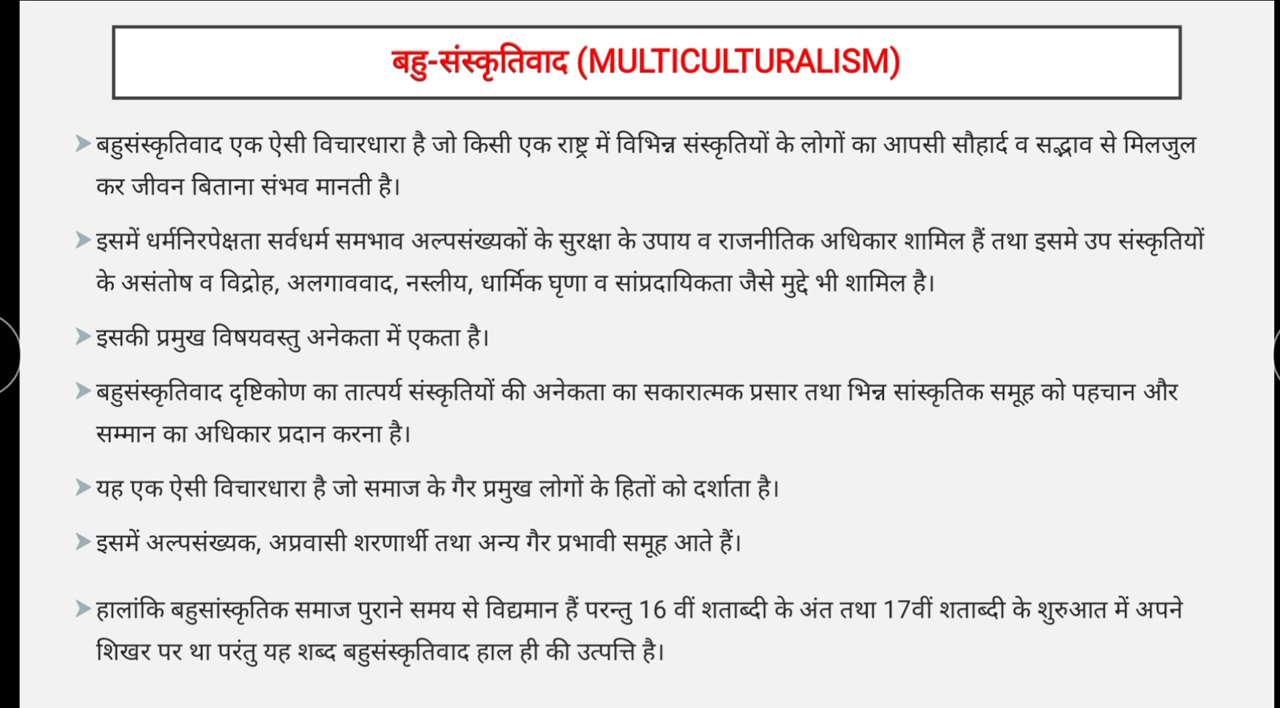 बहु-संस्कृतिवाद (MULTICULTURALISM)
बहुसंस्कृतिवाद एक ऐसी विचारधारा है जो किसी एक राष्ट्र में विभिन्न संस्कृतियों के लोगों का आपसी सौहार्द व सद्भाव से मिलजुल
कर जीवन बिताना संभव मानती है।
इसमें धर्मनिरपेक्षता सर्वधर्म समभाव अल्पसंख्यकों के सुरक्षा के उपाय व राजनीतिक अधिकार शामिल हैं तथा इसमे उप संस्कृतियों
के असंतोष व विद्रोह, अलगाववाद, नस्लीय, धार्मिक घृणा व सांप्रदायिकता जैसे मुद्दे भी शामिल है।
इसकी प्रमुख विषयवस्तु अनेकता में एकता है।
बहुसंस्कृतिवाद दृष्टिकोण का तात्पर्य संस्कृतियों की अनेकता का सकारात्मक प्रसार तथा भिन्न सांस्कृतिक समूह को पहचान और
सम्मान का अधिकार प्रदान करना है।
यह एक ऐसी विचारधारा है जो समाज के गैर प्रमुख लोगों के हितों को दर्शाता है।
इसमें अल्पसंख्यक, अप्रवासी शरणार्थी तथा अन्य गैर प्रभावी समूह आते हैं।
हालांकि बहुसांस्कृतिक समाज पुराने समय से विद्यमान हैं परन्तु 16 वीं शताब्दी के अंत तथा 17वीं शताब्दी के शुरुआत में अपने
शिखर पर था परंतु यह शब्द बहुसंस्कृतिवाद हाल ही की उत्पत्ति है।